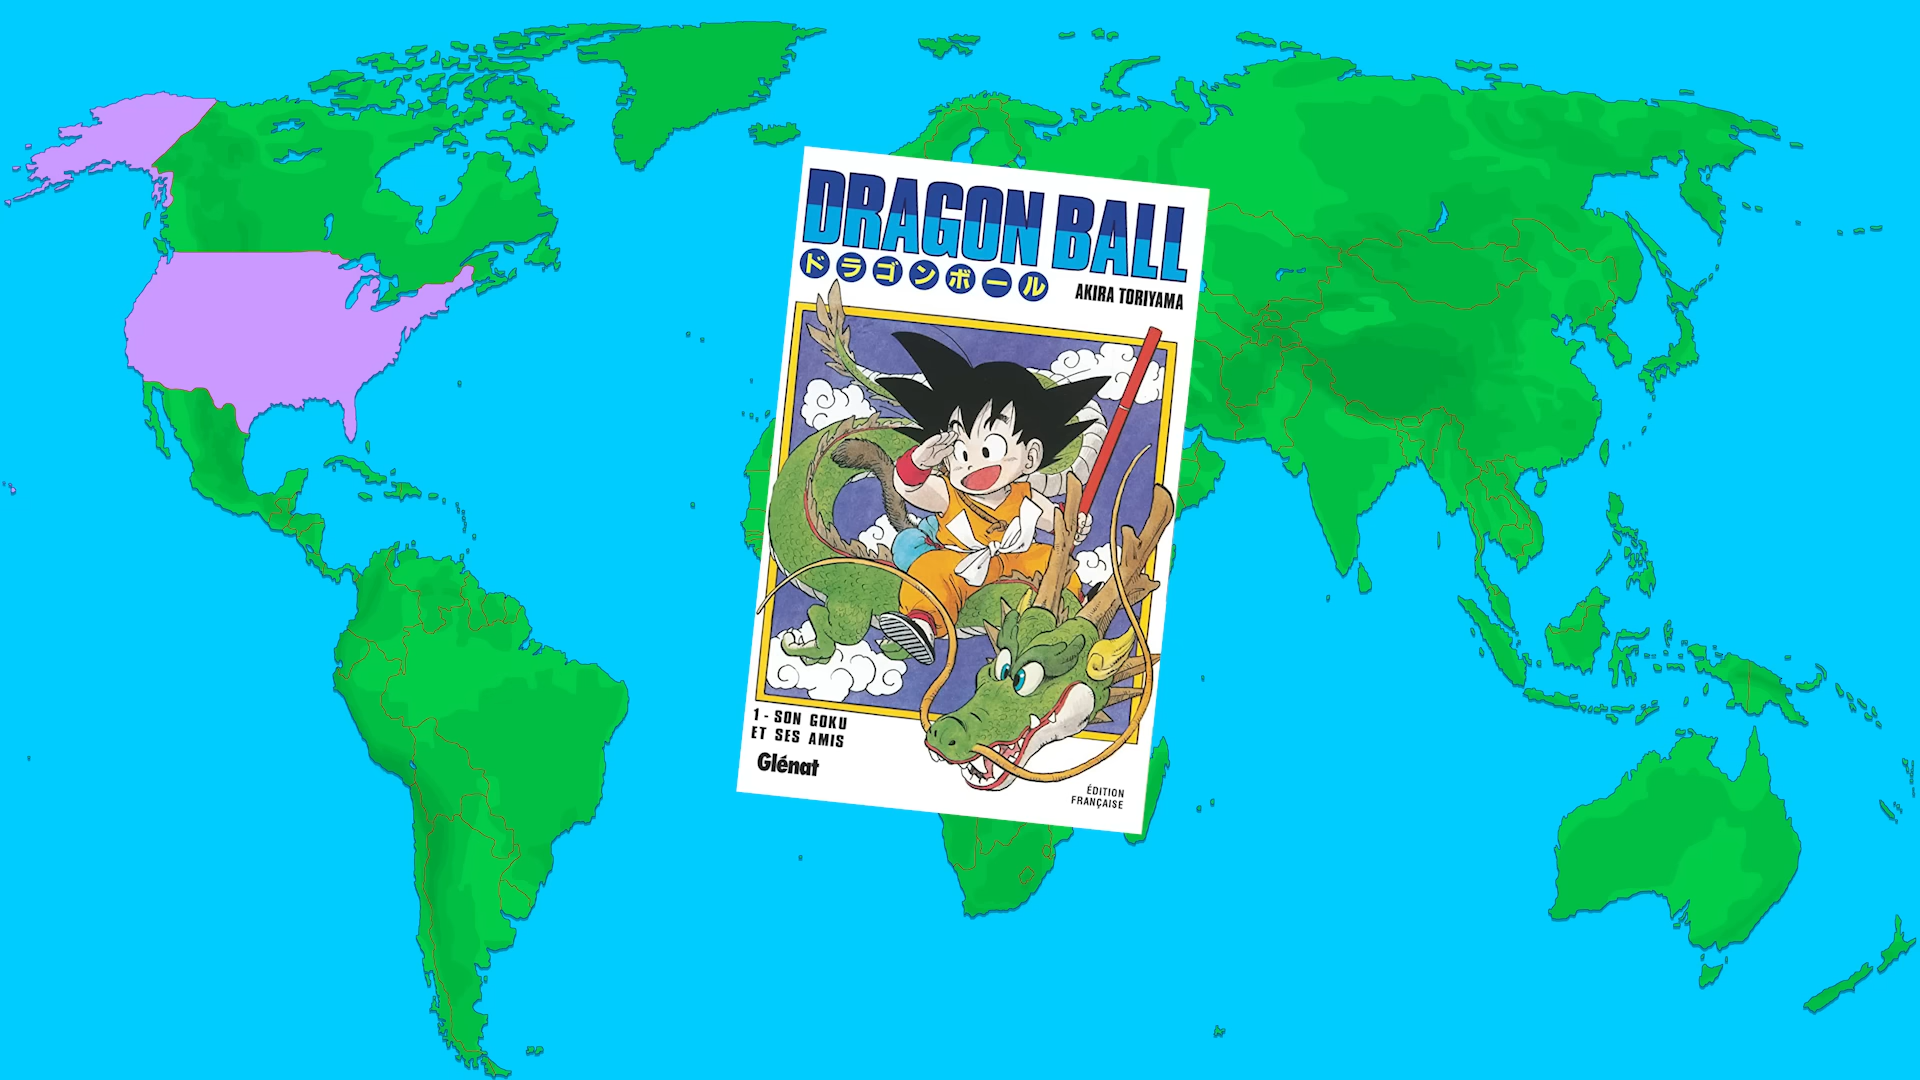 DRAGON BALL
ドラゴンボール
AKIRA TORIYAMA
1 - SON GOKU
ET SES AMIS
Glénat
ÉDITION
FRANÇAISE